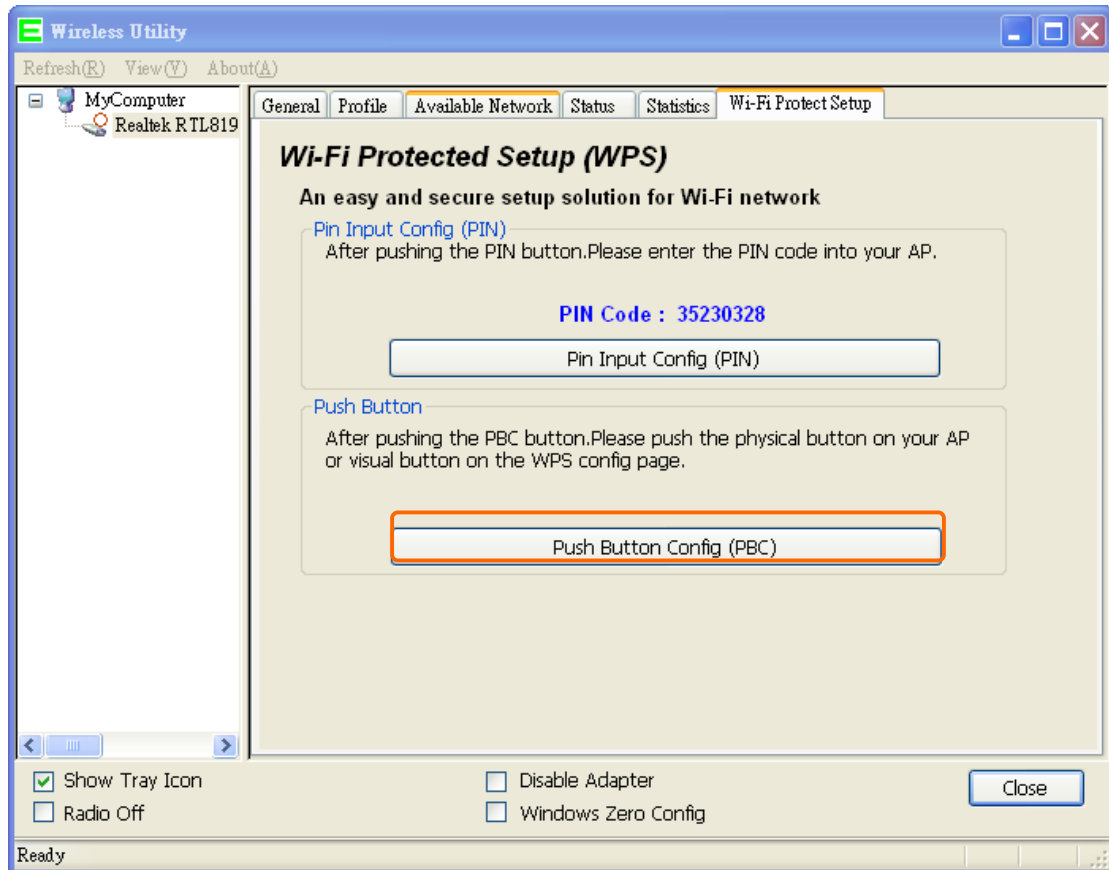 Wireless Utility
Refresh(R) View(V) About(A)
MyComputer
Realtek RTL819
General Profile Available Network Status Statistics Wi-Fi Protect Setup
Wi-Fi Protected Setup (WPS)
An easy and secure setup solution for Wi-Fi network
Pin Input Config (PIN)
After pushing the PIN button.Please enter the PIN code into your AP.
PIN Code : 35230328
Pin Input Config (PIN)
Push Button
After pushing the PBC button.Please push the physical button on your AP
or visual button on the WPS config page.
Push Button Config (PBC)
Show Tray Icon
Disable Adapter
Close
Radio Off
Windows Zero Config
Ready